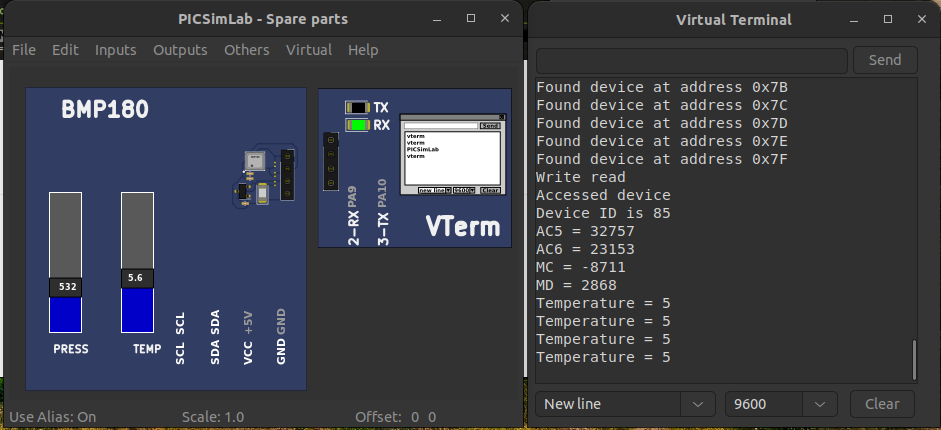 PICSimLab - Spare parts
File Edit Inputs Outputs Others Virtual Help
BMP180
532
5.6
PRESS
TEMP
SCL SCL
SDA SDA
VCC +5V
GND GND
TX
RX
Send
vterm
vterm
PICSimLab
vterm
new line
9600
Clear
2-RX PA9
3-TX PA10
VTerm
Use Alias: On
Scale: 1.0
Offset: 0 0
Virtual Terminal
Send
Found device at address 0x7B
Found device at address 0x7C
Found device at address 0x7D
Found device at address 0x7E
Found device at address 0x7F
Write read
Accessed device
Device ID is 85
AC5 = 32757
AC6 = 23153
MC = -8711
MD = 2868
Temperature = 5
Temperature = 5
Temperature = 5
Temperature = 5
New line
9600
Clear